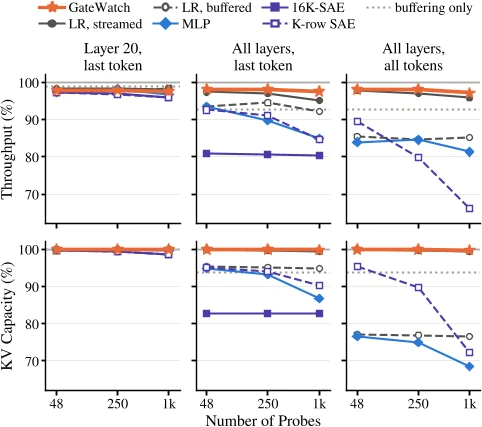 GateWatch
LR, buffered
16K-SAE
buffering only
LR, streamed
MLP
K-row SAE
Layer 20,
last token
All layers,
last token
All layers,
all tokens
Throughput (%)
100
90
80
70
KV Capacity (%)
100
90
80
70
48 250 1k
48 250 1k
48 250 1k
Number of Probes